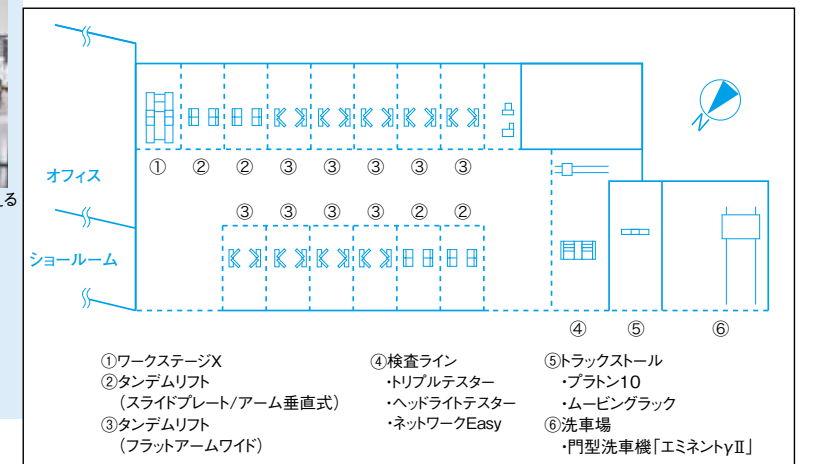 える
N
① ② ② ③ ③ ③ ③ ③
オフィス
③ ③ ③ ③ ② ②
ショールーム
④ ⑤ ⑥
①ワークステージX
②タンデムリフト
（スライドプレート/アーム垂直式）
③タンデムリフト
（フラットアームワイド）
④検査ライン
・トリプルテスター
・ヘッドライトテスター
・ネットワークEasy
⑤トラックストール
・プラトン10
・ムービングラック
⑥洗車場
・門型洗車機「エミネントγⅡ」